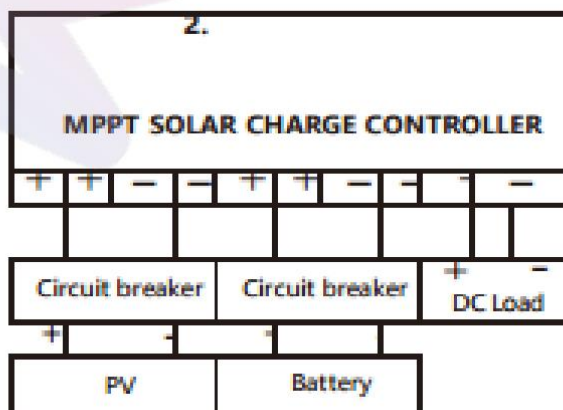 2.
MPPT SOLAR CHARGE CONTROLLER
+ + − − + + − − − −
Circuit breaker Circuit breaker + − DC Load
+ - - -
PV Battery